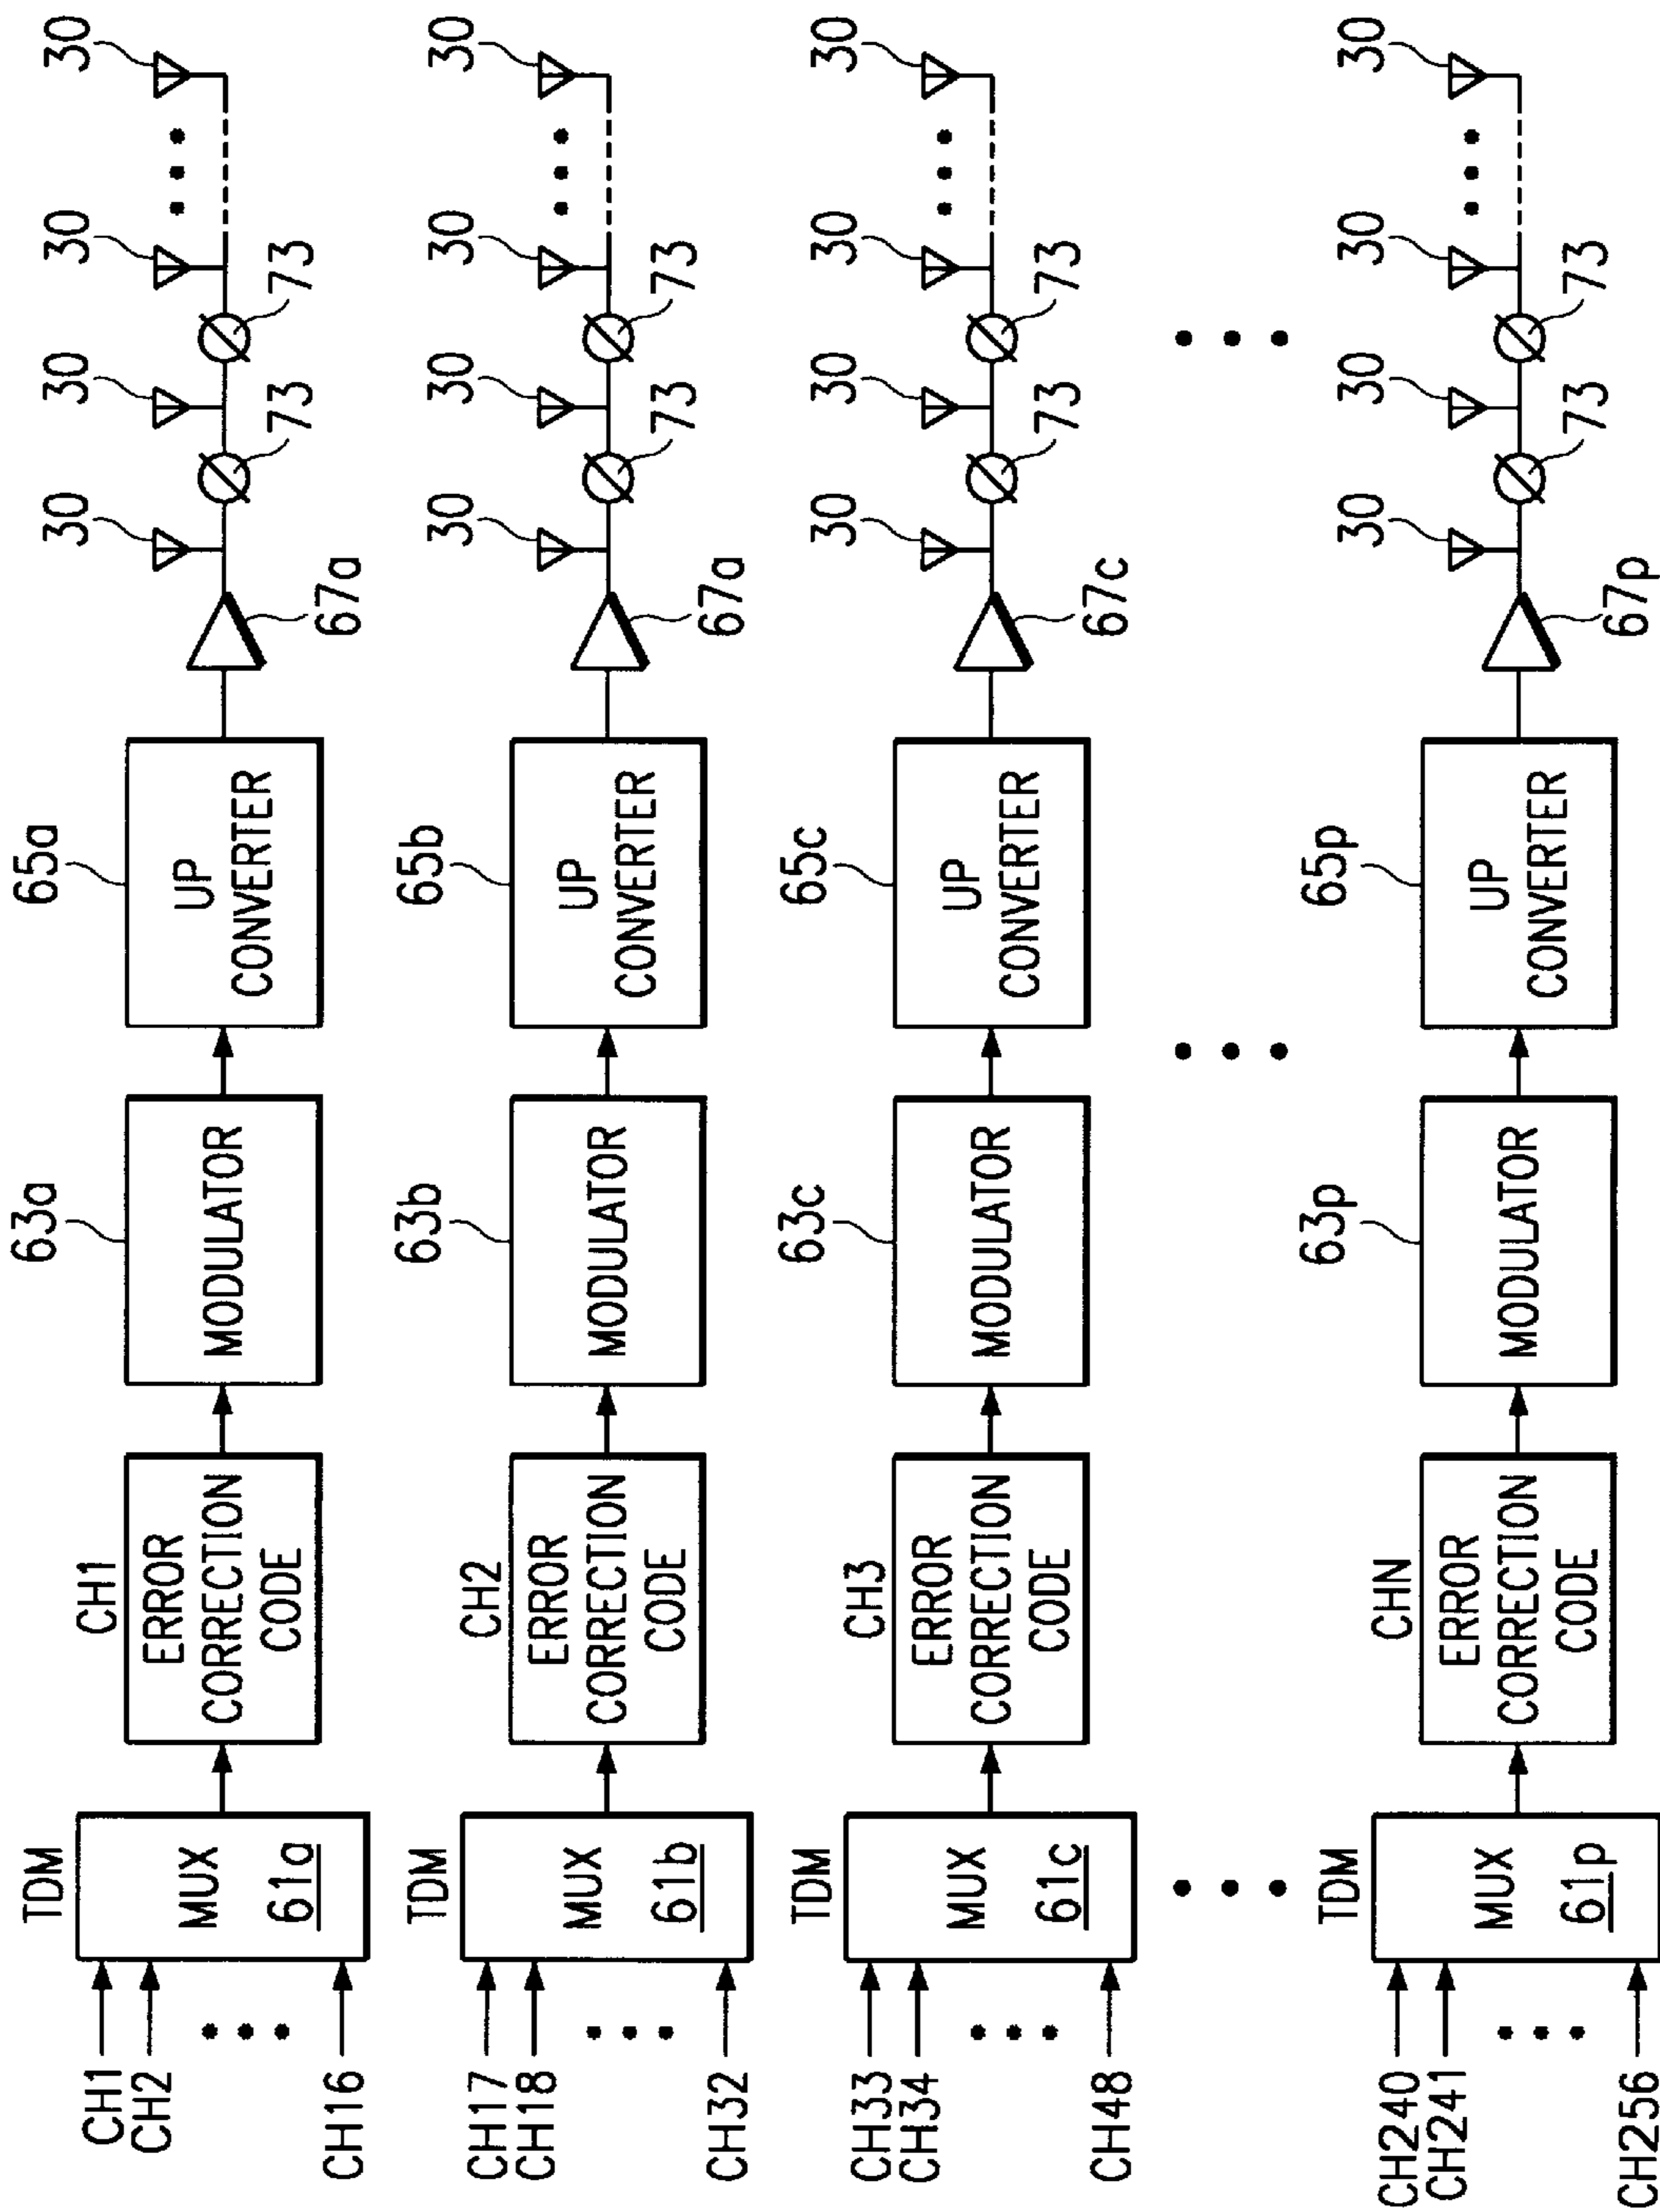 CH1
CH2
CH16
TDM
MUX
61a
CH1
ERROR
CORRECTION
CODE
63a
MODULATOR
65a
UP
CONVERTER
67a
30
73
30
73
30
30
CH17
CH18
CH32
TDM
MUX
61b
CH2
ERROR
CORRECTION
CODE
63b
MODULATOR
65b
UP
CONVERTER
67a
30
73
30
73
30
30
CH33
CH34
CH48
TDM
MUX
61c
CH3
ERROR
CORRECTION
CODE
63c
MODULATOR
65c
UP
CONVERTER
67c
30
73
30
73
30
30
CH240
CH241
CH256
TDM
MUX
61p
CHN
ERROR
CORRECTION
CODE
63p
MODULATOR
65p
UP
CONVERTER
67p
30
73
30
73
30
30